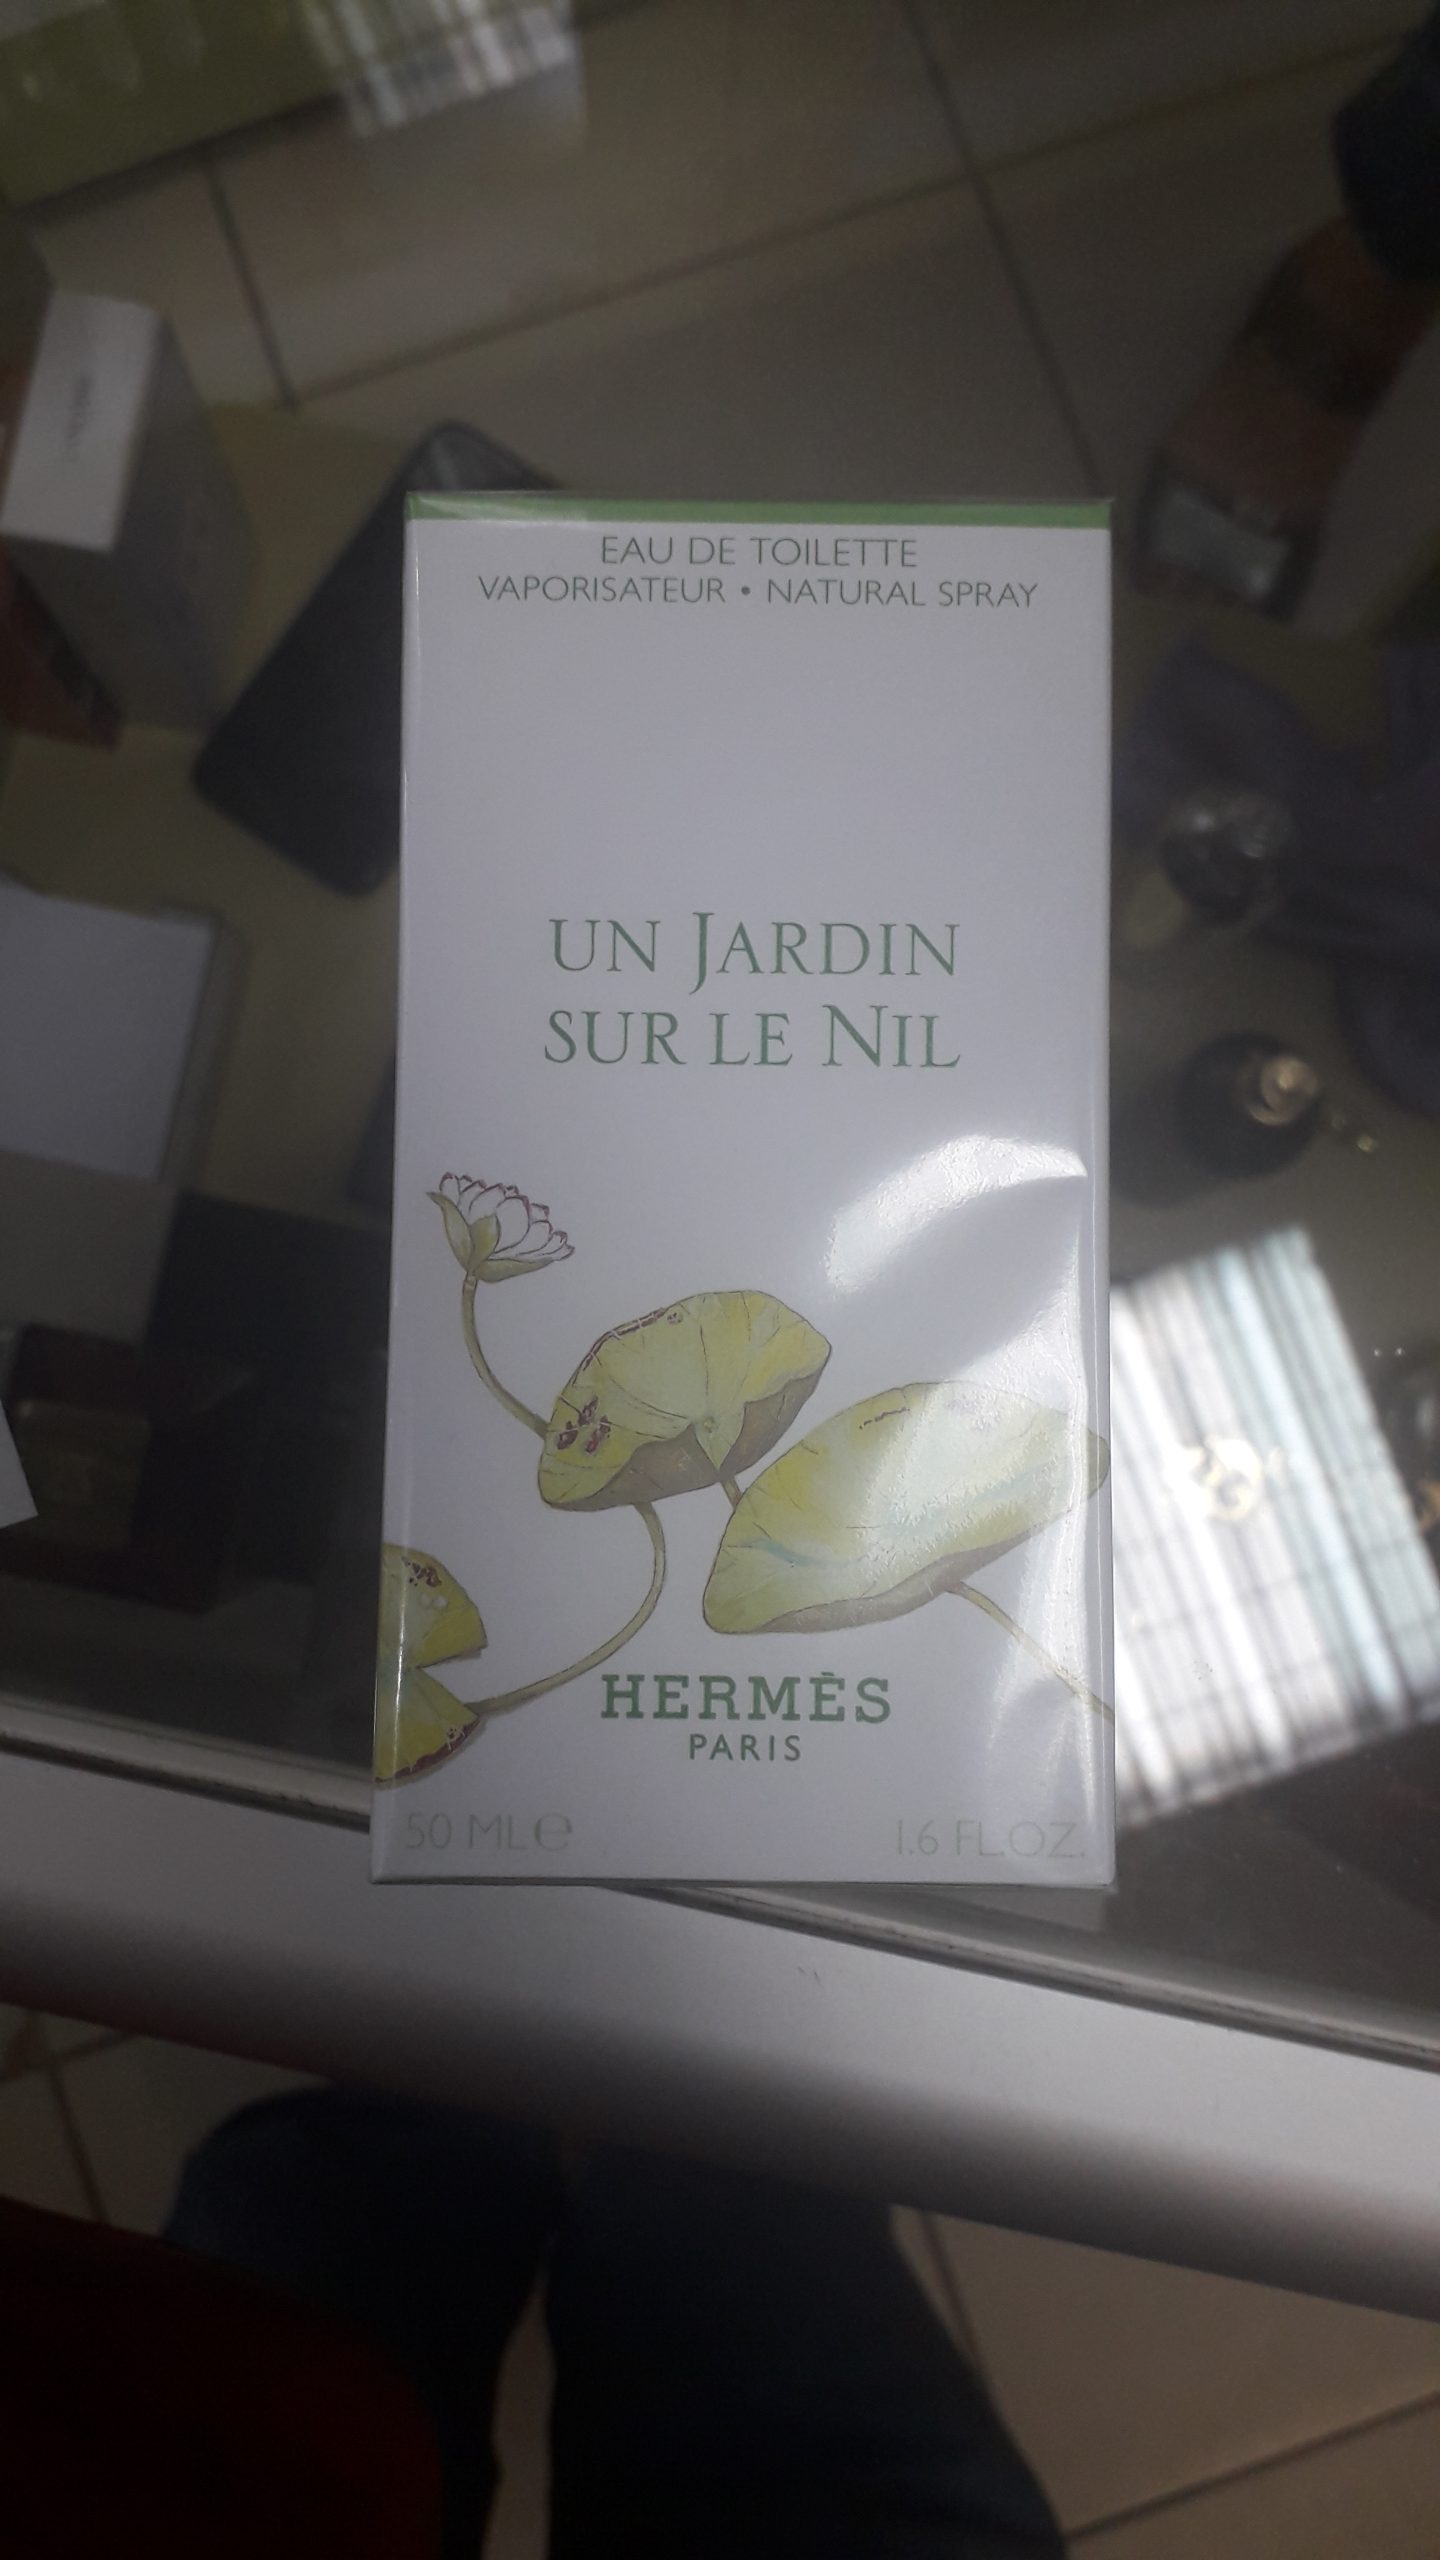 EAU DE TOILETTE
VAPORISATEUR • NATURAL SPRAY
UN JARDIN
SUR LE NIL
HERMÈS
PARIS
50 ML℮
1.6 FL.OZ.